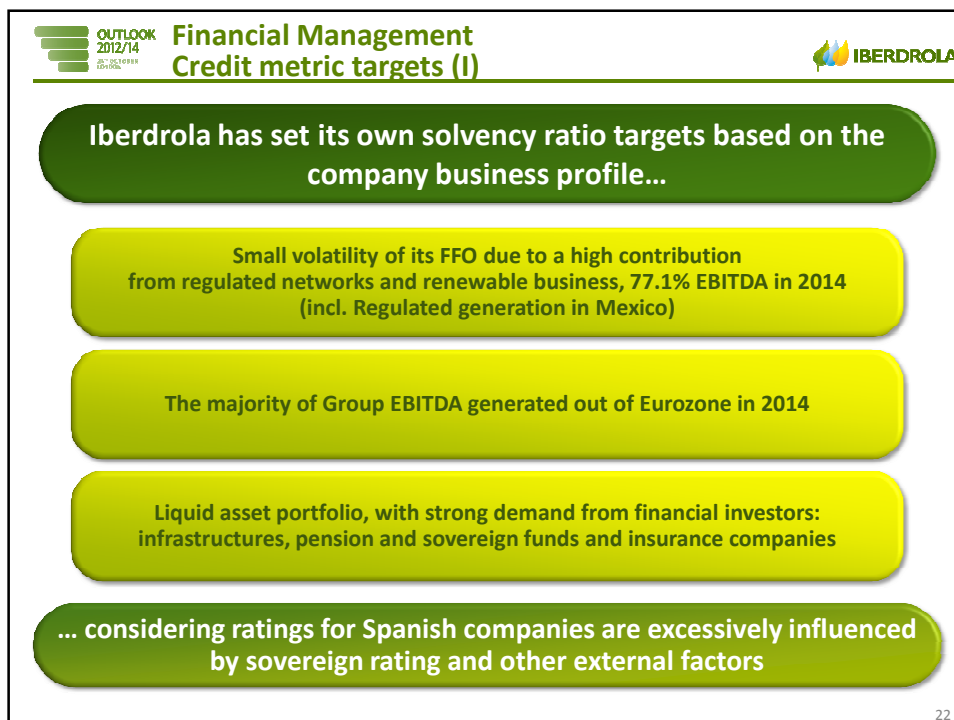 OUTLOOK
2012/14
OCTOBER
LONDON
Financial Management
Credit metric targets (I)
IBERDROLA
Iberdrola has set its own solvency ratio targets based on the
company business profile…
Small volatility of its FFO due to a high contribution
from regulated networks and renewable business, 77.1% EBITDA in 2014
(incl. Regulated generation in Mexico)
The majority of Group EBITDA generated out of Eurozone in 2014
Liquid asset portfolio, with strong demand from financial investors:
infrastructures, pension and sovereign funds and insurance companies
… considering ratings for Spanish companies are excessively influenced
by sovereign rating and other external factors
22